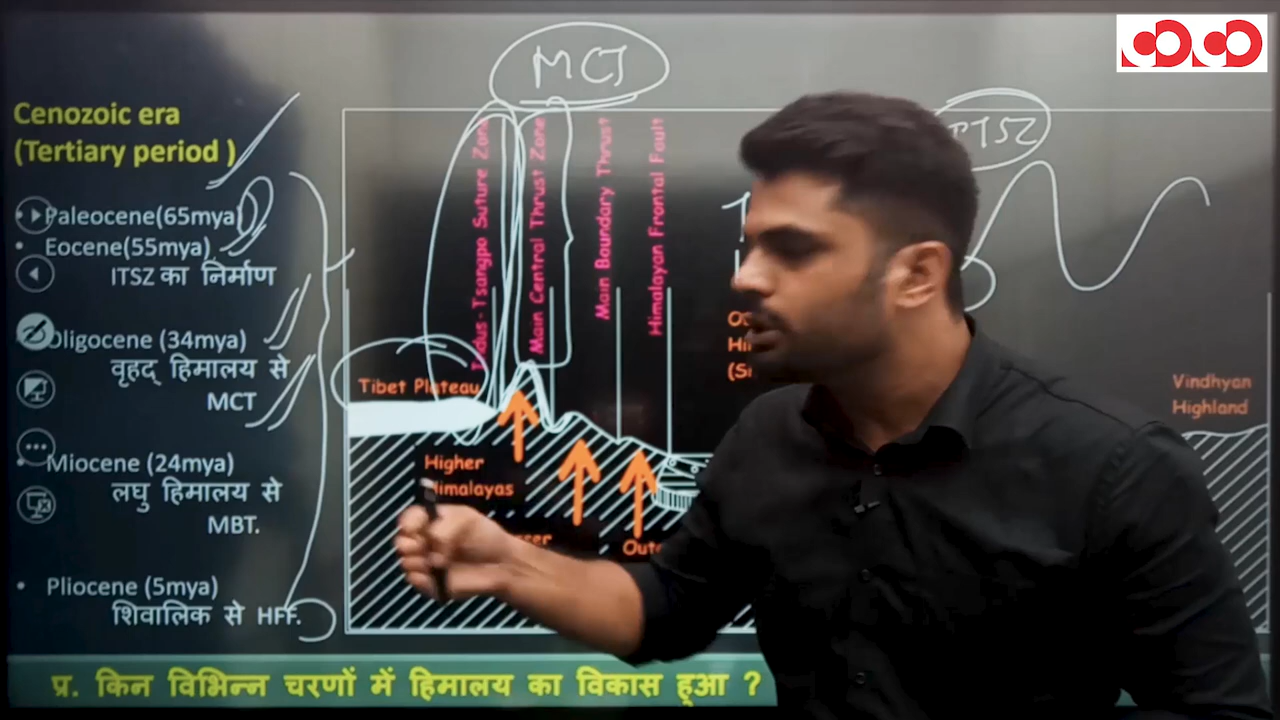 MCT
Cenozoic era
(Tertiary period )
Paleocene(65mya)
Eocene(55mya)
ITSZ का निर्माण
Oligocene (34mya)
वृहद् हिमालय से
MCT
Miocene (24mya)
लघु हिमालय से
MBT.
Pliocene (5mya)
शिवालिक से HFF.
Indus-Tsangpo Suture Zone
Main Central Thrust Zone
Main Boundary Thrust
Himalayan Frontal Fault
ITSZ
Tibet Plateau
Higher
Himalayas
Vindhyan
Highland
प्र. किन विभिन्न चरणों में हिमालय का विकास हुआ ?